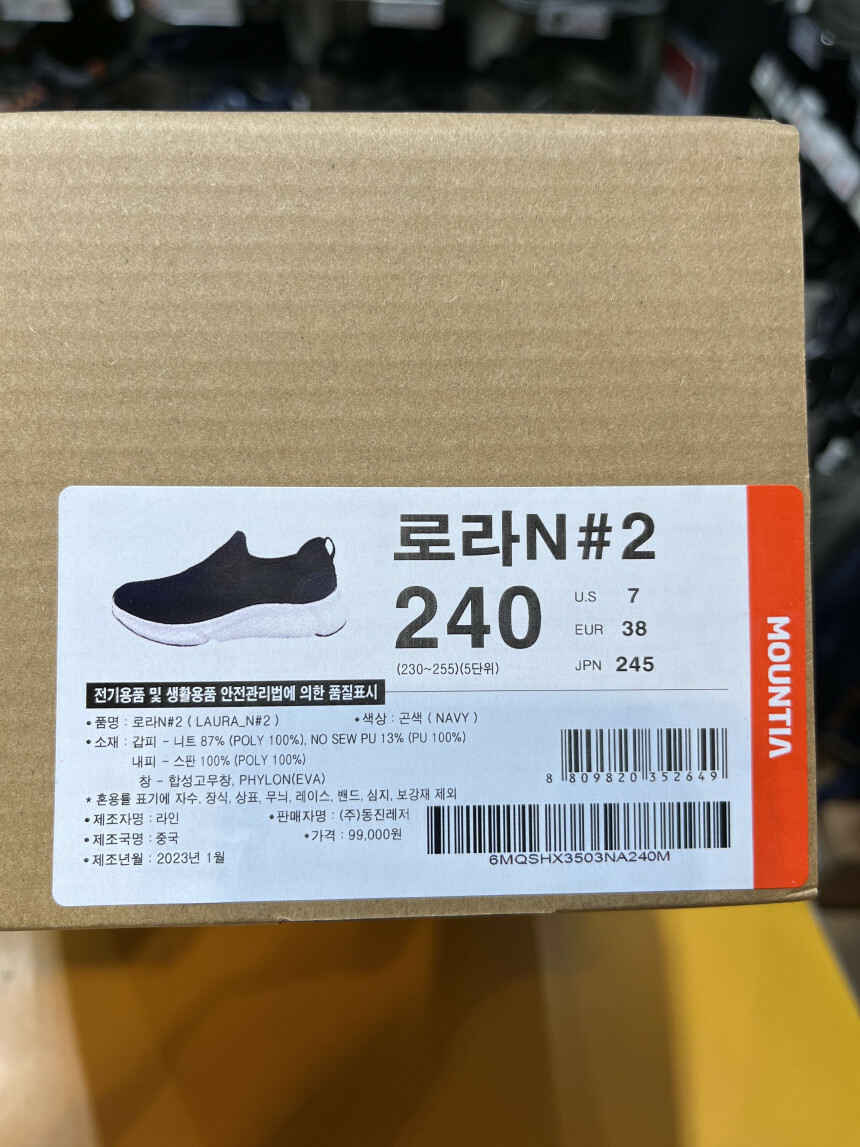 로라N#2
240
U.S 7
EUR 38
JPN 245
(230~255)(5단위)
MOUNTIA
전기용품 및 생활용품 안전관리법에 의한 품질표시
•품명 : 로라N#2 ( LAURA_N#2 ) •색상 : 곤색 ( NAVY )
•소재 : 갑피 - 니트 87% (POLY 100%), NO SEW PU 13% (PU 100%)
내피 - 스판 100% (POLY 100%)
창 - 합성고무창, PHYLON(EVA)
* 혼용률 표기에 자수, 장식, 상표, 무늬, 레이스, 밴드, 심지, 보강재 제외
•제조자명 : 라인 •판매자명 : (주)동진레저
•제조국명 : 중국 •가격 : 99,000원
•제조년월 : 2023년 1월
8 809820 352649
6MQSHX3503NA240M